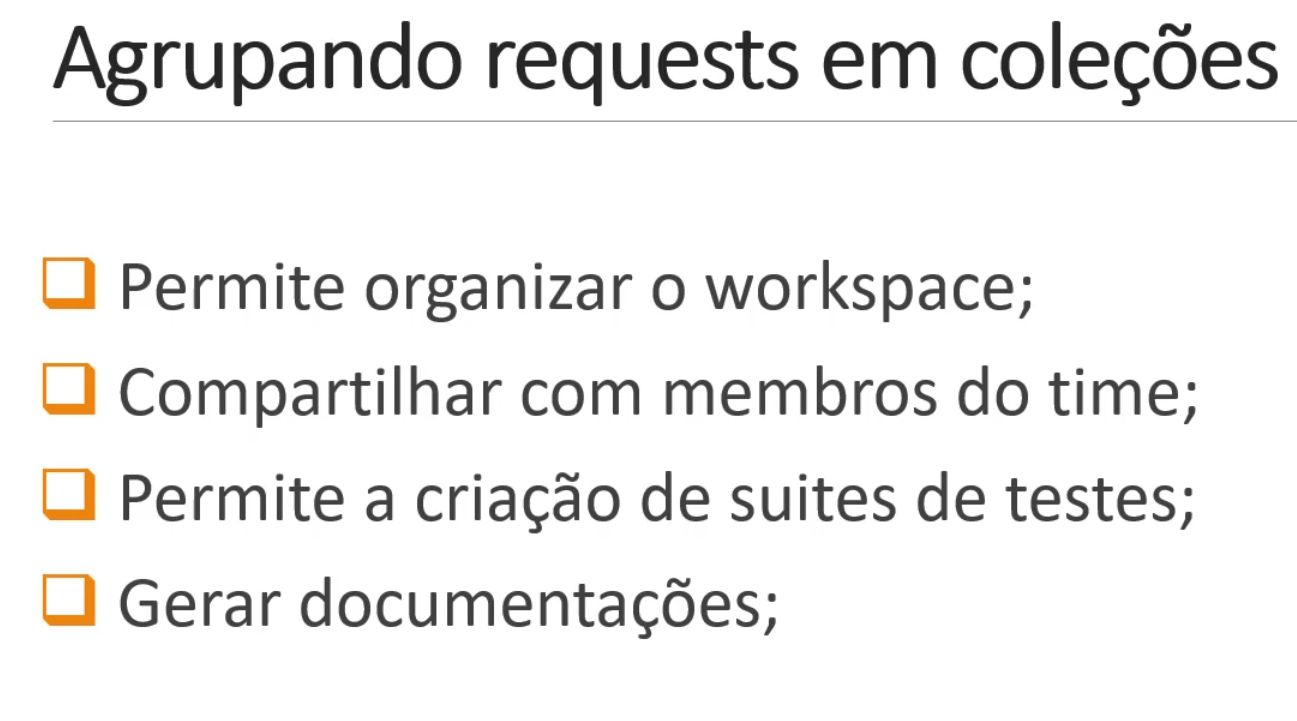 Agrupando requests em coleções
Permite organizar o workspace;
Compartilhar com membros do time;
Permite a criação de suites de testes;
Gerar documentações;